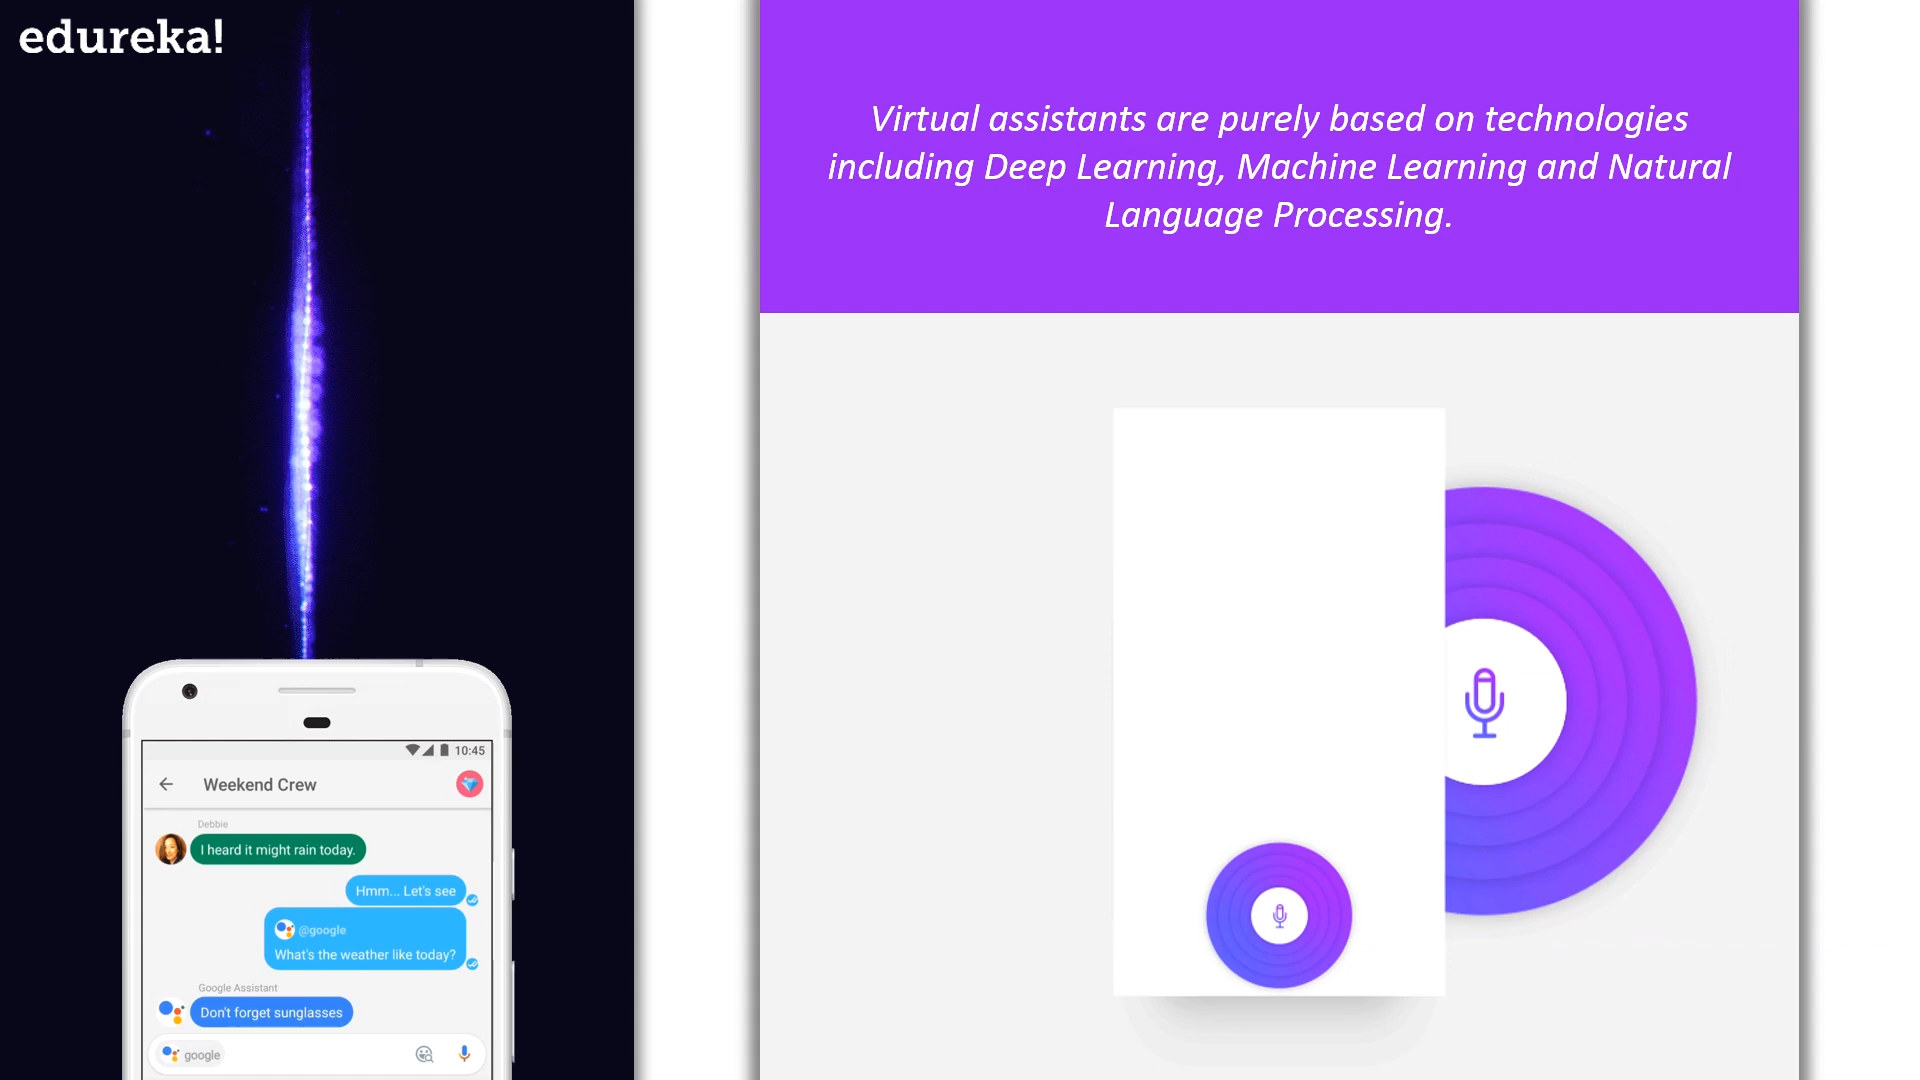 edureka!
Virtual assistants are purely based on technologies
including Deep Learning, Machine Learning and Natural
Language Processing.
10:45
Weekend Crew
Debbie
I heard it might rain today.
Hmm... Let's see
@google
What's the weather like today?
Google Assistant
Don't forget sunglasses
google